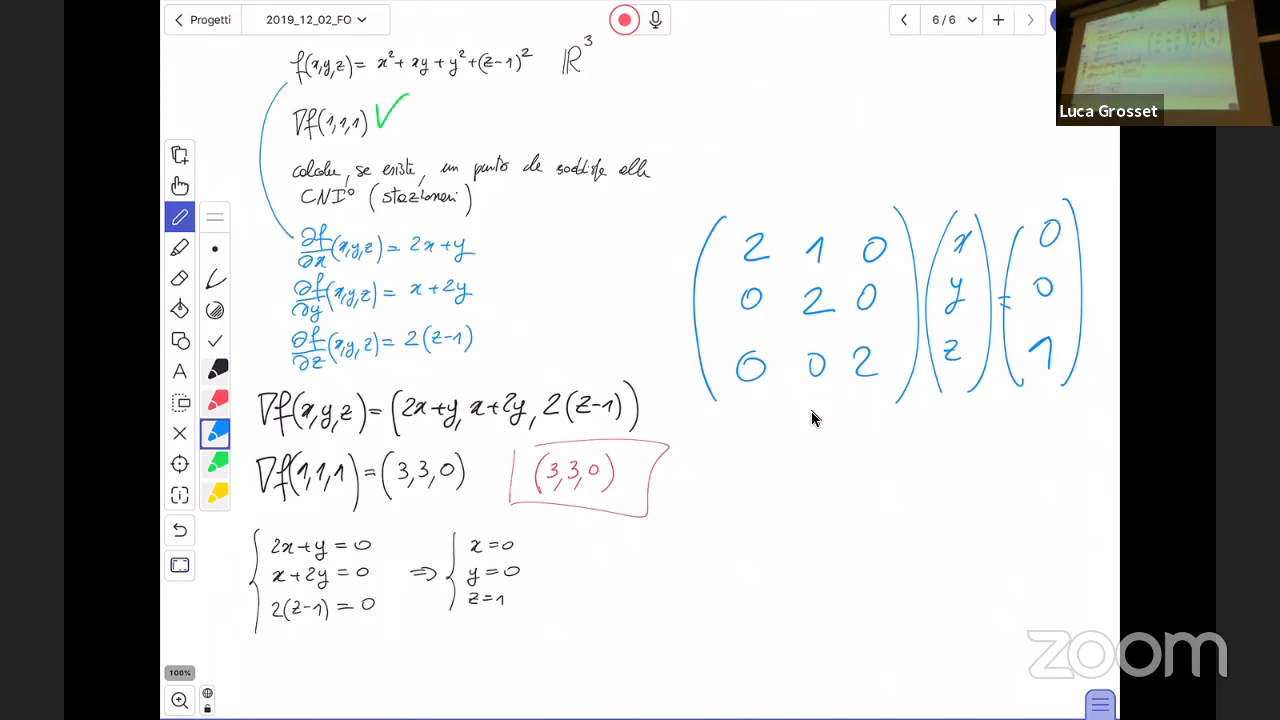 Progetti
2019_12_02_FO
6/6
Luca Grosset
f(x,y,z) = x² + xy + y² + (z-1)² ℝ³
∇f(1,1,1) ✓
calcolare, se esiste, un punto che soddisfa alle
CNI° (stazionari)
∂f/∂x (x,y,z) = 2x+y
∂f/∂y (x,y,z) = x+2y
∂f/∂z (x,y,z) = 2(z-1)
∇f(x,y,z) = (2x+y, x+2y, 2(z-1))
∇f(1,1,1) = (3,3,0) (3,3,0)
2x+y=0 ⇒ x=0
x+2y=0 y=0
2(z-1)=0 z=1
2 1 0 x 0
0 2 0 y = 0
0 0 2 z 1
100%
zoom